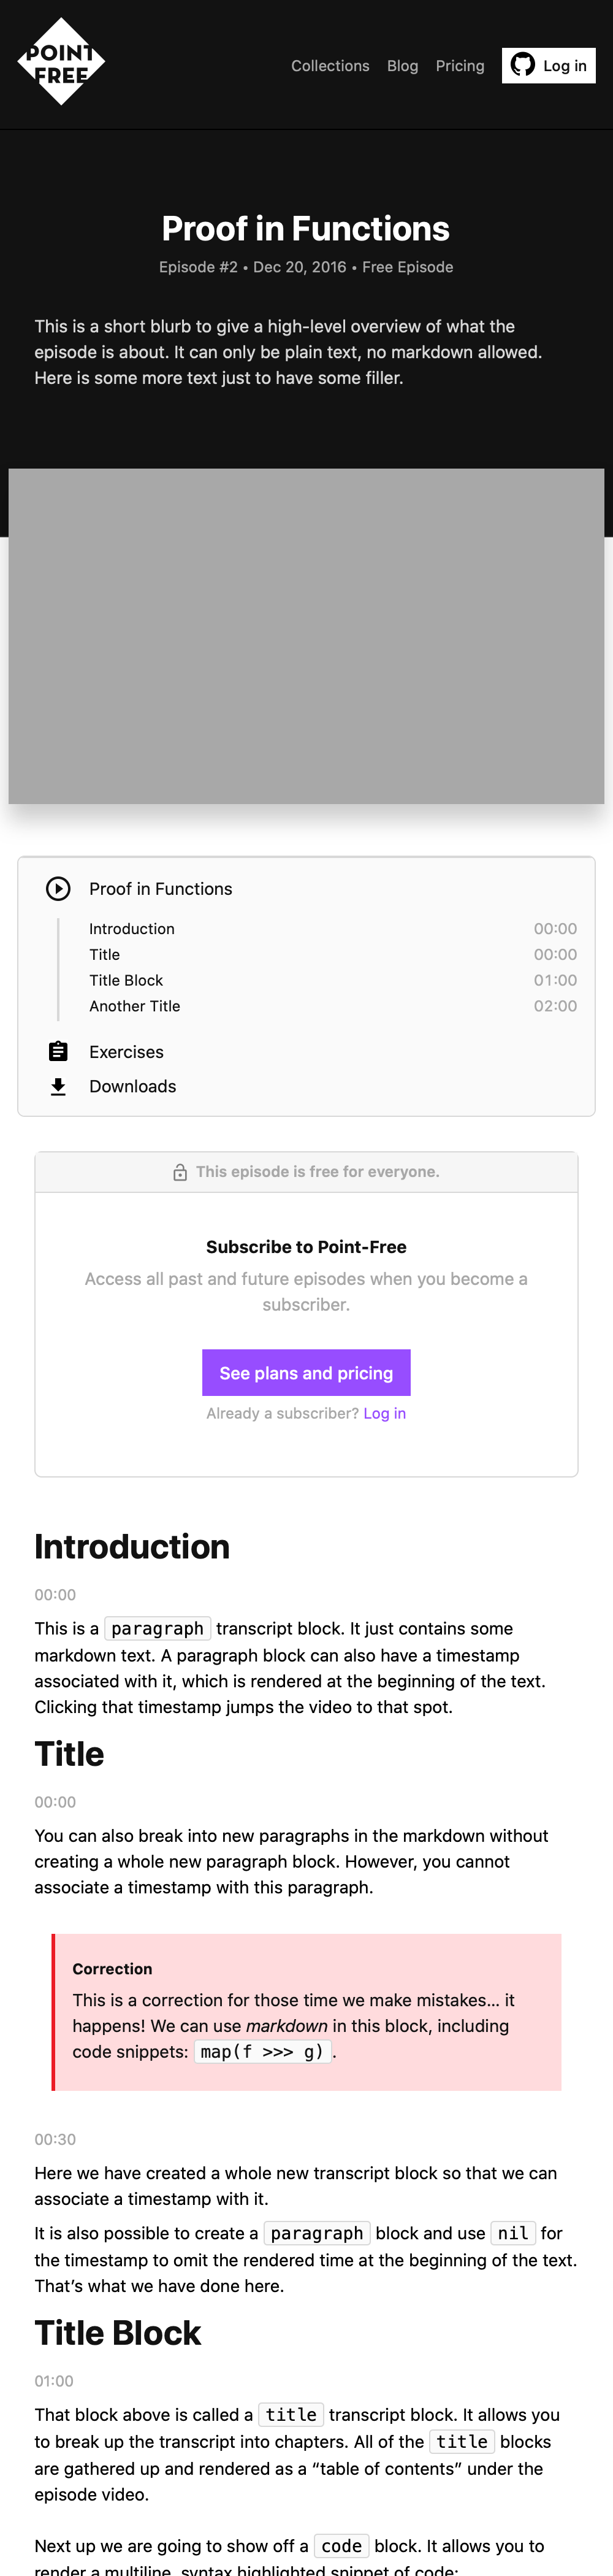 POINT
FREE
Collections
Blog
Pricing
Log in
Proof in Functions
Episode #2 • Dec 20, 2016 • Free Episode
This is a short blurb to give a high-level overview of what the
episode is about. It can only be plain text, no markdown allowed.
Here is some more text just to have some filler.
Proof in Functions
Introduction 00:00
Title 00:00
Title Block 01:00
Another Title 02:00
Exercises
Downloads
This episode is free for everyone.
Subscribe to Point-Free
Access all past and future episodes when you become a
subscriber.
See plans and pricing
Already a subscriber? Log in
Introduction
00:00
This is a paragraph transcript block. It just contains some
markdown text. A paragraph block can also have a timestamp
associated with it, which is rendered at the beginning of the text.
Clicking that timestamp jumps the video to that spot.
Title
00:00
You can also break into new paragraphs in the markdown without
creating a whole new paragraph block. However, you cannot
associate a timestamp with this paragraph.
Correction
This is a correction for those time we make mistakes… it
happens! We can use markdown in this block, including
code snippets: map(f >>> g).
00:30
Here we have created a whole new transcript block so that we can
associate a timestamp with it.
It is also possible to create a paragraph block and use nil for
the timestamp to omit the rendered time at the beginning of the text.
That’s what we have done here.
Title Block
01:00
That block above is called a title transcript block. It allows you
to break up the transcript into chapters. All of the title blocks
are gathered up and rendered as a “table of contents” under the
episode video.
Next up we are going to show off a code block. It allows you to
render a multiline, syntax highlighted snippet of code: